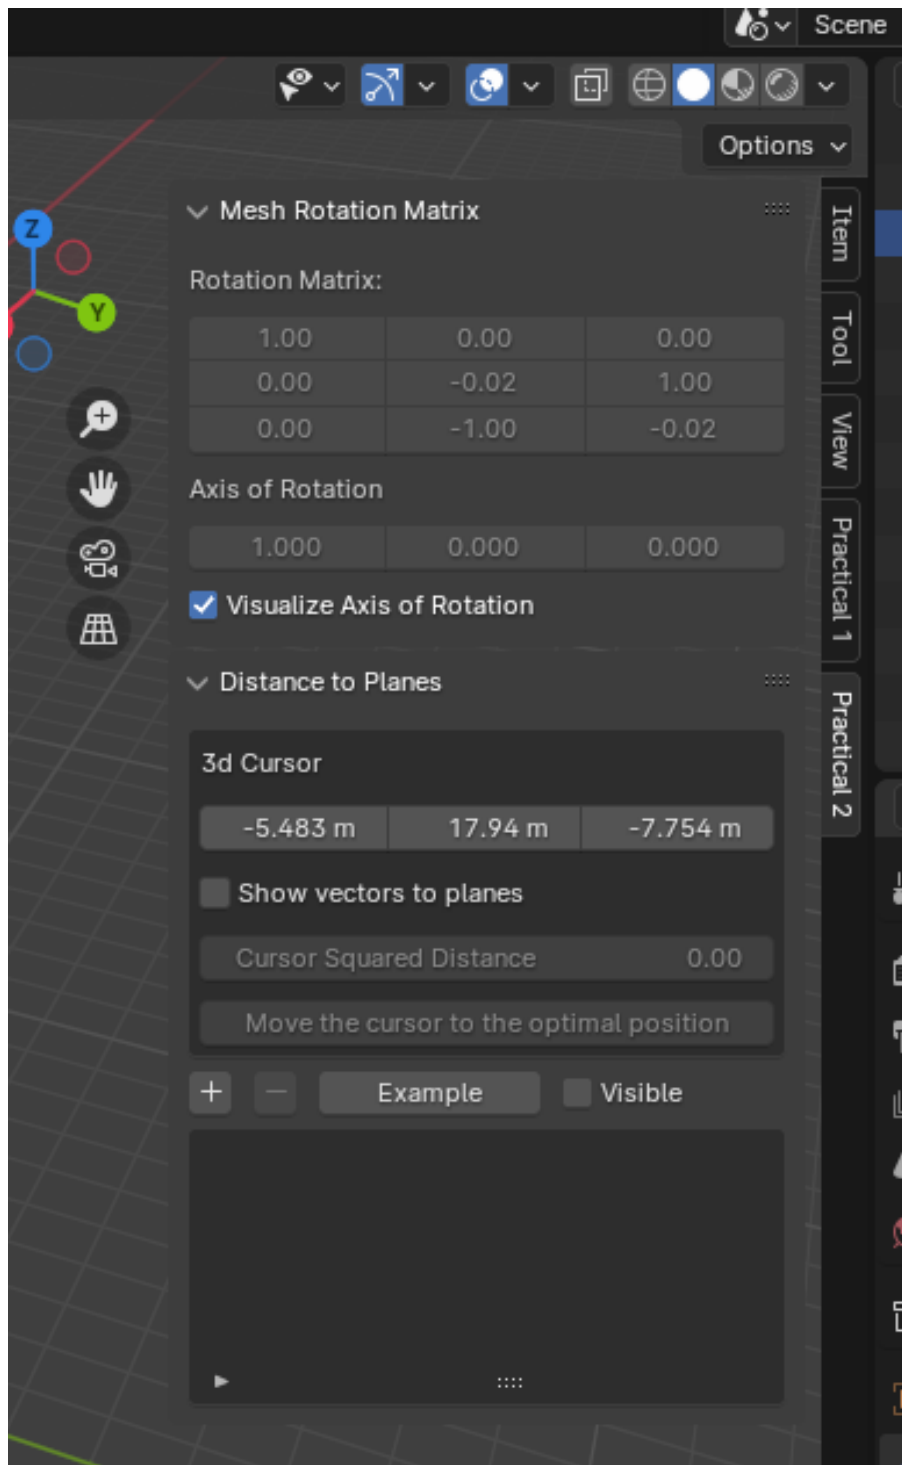 Scene
Options
Mesh Rotation Matrix
Rotation Matrix:
1.00 0.00 0.00
0.00 -0.02 1.00
0.00 -1.00 -0.02
Axis of Rotation
1.000 0.000 0.000
Visualize Axis of Rotation
Distance to Planes
3d Cursor
-5.483 m 17.94 m -7.754 m
Show vectors to planes
Cursor Squared Distance 0.00
Move the cursor to the optimal position
+ − Example Visible
Z
Y
Item
Tool
View
Practical 1
Practical 2